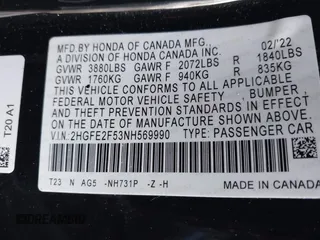 MFD.BY HONDA OF CANADA MFG., 02/22
A DIVISION OF HONDA CANADA INC.
GVWR 3880LBS GAWR F 2072LBS R 1840LBS
GVWR 1760KG GAWR F 940KG R 835KG
THIS VEHICLE CONFORMS TO ALL APPLICABLE
FEDERAL MOTOR VEHICLE SAFETY, BUMPER,
AND THEFT PREVENTION STANDARDS IN EFFECT
ON THE DATE OF MANUFACTURE SHOWN ABOVE.
V.I.N.:2HGFE2F53NH569990 TYPE:PASSENGER CAR
T23 N AG5 -NH731P -Z -H
MADE IN CANADA
T20 A1